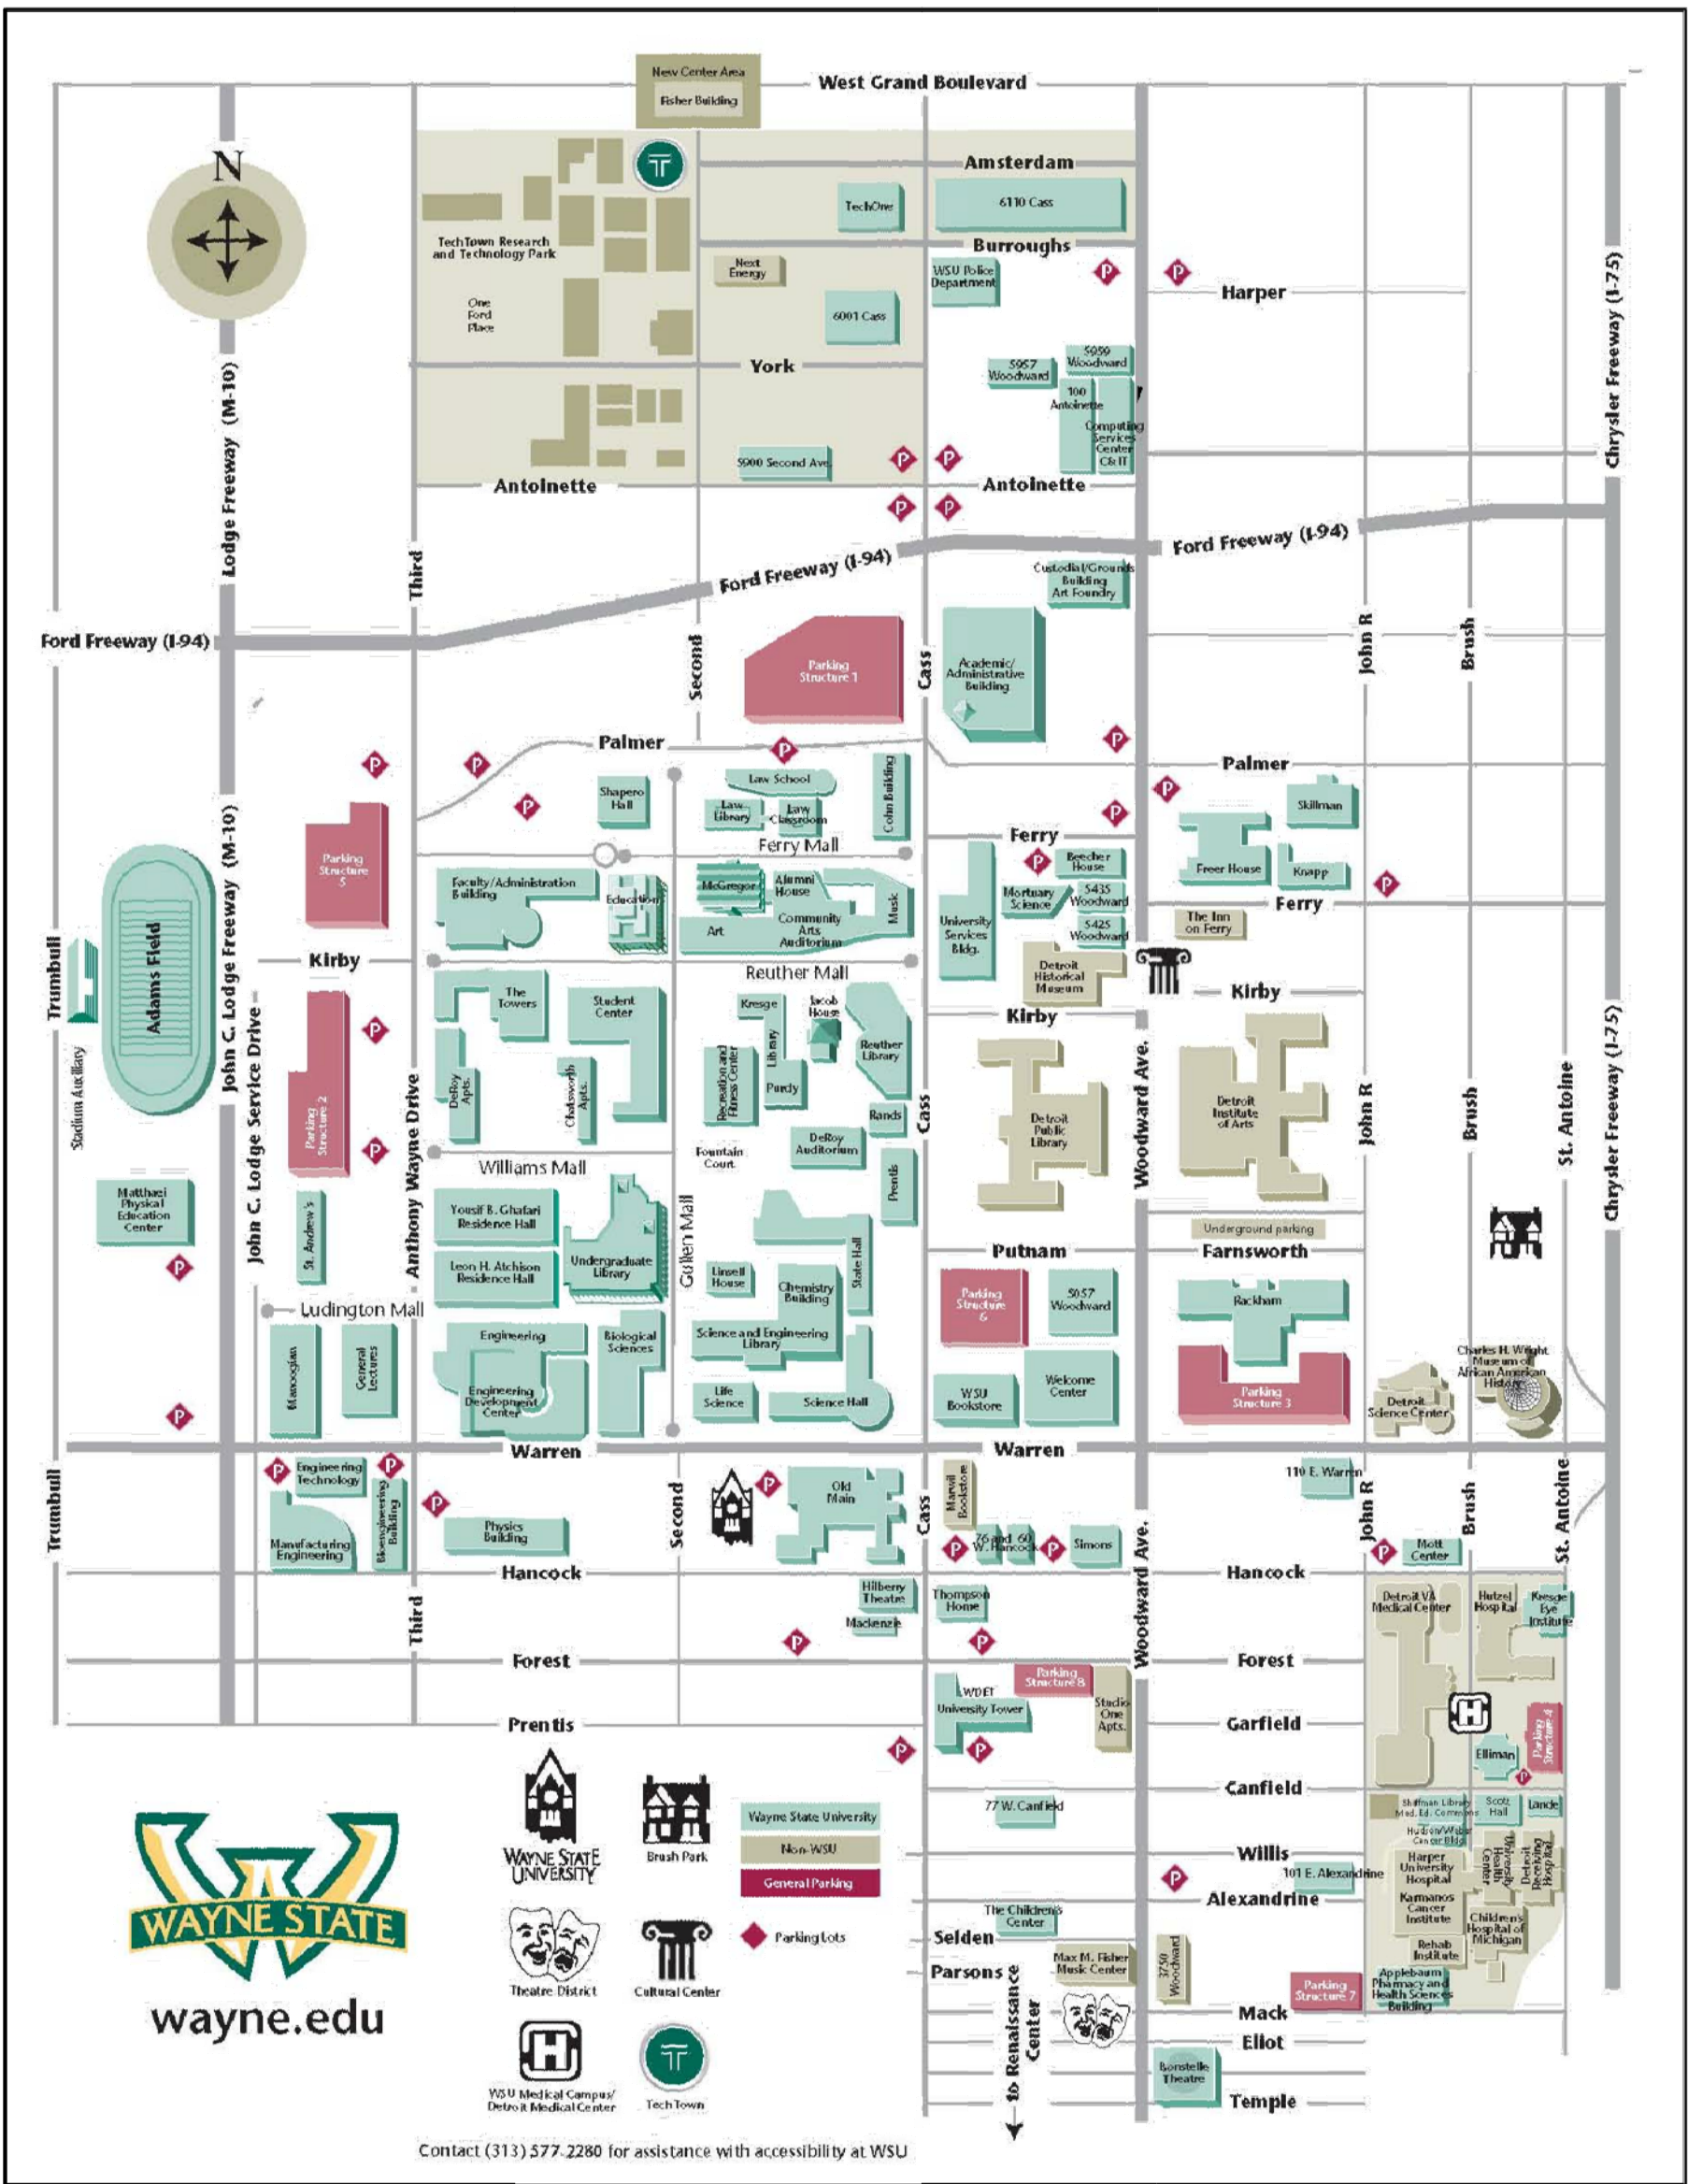 New Center Area
Fisher Building
West Grand Boulevard
N
Amsterdam
TechOne
6110 Cass
TechTown Research
and Technology Park
Burroughs
Next
Energy
WSU Police
Department
P
P
Harper
One
Ford
Place
6001 Cass
Chrysler Freeway (I-75)
Lodge Freeway (M-10)
York
5957
Woodward
5959
Woodward
100
Antoinette
Computing
Services
Center
C&IT
5900 Second Ave.
P
P
Antoinette
Antoinette
P
P
Third
Ford Freeway (I-94)
Ford Freeway (I-94)
Ford Freeway (I-94)
Custodial/Grounds
Building
Art Foundry
Second
Cass
John R
Brush
Parking
Structure 1
Academic/
Administrative
Building
P
P
Palmer
P
P
Palmer
P
Shapero
Hall
Law School
Law
Library
Law
Classroom
Cohn Building
P
P
Skillman
P
Ferry
Ferry Mall
Parking
Structure
5
John C. Lodge Freeway (M-10)
Faculty/Administration
Building
Education
McGregor
Alumni
House
Community
Arts
Auditorium
Music
Art
University
Services
Bldg.
P
Beecher
House
Mortuary
Science
5435
Woodward
5425
Woodward
Freer House
Knapp
P
Ferry
The Inn
on Ferry
Trumbull
Adams Field
Stadium Auxiliary
Kirby
Reuther Mall
Detroit
Historical
Museum
Kirby
Kirby
John C. Lodge Service Drive
Parking
Structure 2
P
P
Anthony Wayne Drive
The
Towers
Student
Center
DeRoy
Apts.
Chatsworth
Apts.
Kresge
Library
Purdy
Jacob
House
Reuther
Library
Recreation and
Fitness Center
Rands
Cass
Detroit
Public
Library
Woodward Ave.
Detroit
Institute
of Arts
John R
Brush
St. Antoine
Chrysler Freeway (I-75)
Williams Mall
Fountain
Court
DeRoy
Auditorium
Prentis
Matthaei
Physical
Education
Center
P
St. Andrew's
Yousif B. Ghafari
Residence Hall
Leon H. Atchison
Residence Hall
Undergraduate
Library
Gullen Mall
Linsell
House
Chemistry
Building
State Hall
Underground parking
Putnam
Farnsworth
Parking
Structure
6
5057
Woodward
Rackham
Ludington Mall
Manoogian
General
Lectures
Engineering
Engineering
Development
Center
Biological
Sciences
Science and Engineering
Library
Life
Science
Science Hall
WSU
Bookstore
Welcome
Center
Parking
Structure 3
Detroit
Science Center
Charles H. Wright
Museum of
African American
History
P
Warren
Warren
Trumbull
P
Engineering
Technology
P
Bioengineering
Building
Manufacturing
Engineering
P
Physics
Building
Second
P
Old
Main
Cass
Marwil
Bookstore
P
76 and 60
W. Hancock
P
Simons
Woodward Ave.
110 E. Warren
John R
Brush
St. Antoine
P
Mott
Center
Hancock
Hancock
Third
Hilberry
Theatre
Mackenzie
Thompson
Home
P
P
Detroit VA
Medical Center
Hutzel
Hospital
Kresge
Eye
Institute
Forest
Forest
WDET
University Tower
Parking
Structure 8
Studio
One
Apts.
H
Parking
Structure 4
Prentis
Garfield
P
P
Elliman
P
Canfield
77 W. Canfield
Shiffman Library
Med. Ed. Commons
Scott
Hall
Lande
Hudson/Weber
Cancer Bldg.
Willis
Harper
University
Hospital
University
Health
Center
Detroit
Receiving
Hospital
101 E. Alexandrine
P
Alexandrine
Karmanos
Cancer
Institute
Children's
Hospital of
Michigan
The Children's
Center
Selden
Rehab
Institute
Parsons
Max M. Fisher
Music Center
3750
Woodward
Parking
Structure 7
Applebaum
Pharmacy and
Health Sciences
Building
Mack
Eliot
to Renaissance
Center
Bonstelle
Theatre
Temple
WAYNE STATE
wayne.edu
WAYNE STATE
UNIVERSITY
Brush Park
Wayne State University
Non-WSU
General Parking
Parking Lots
Theatre District
Cultural Center
H
WSU Medical Campus/
Detroit Medical Center
Tech Town
Contact (313) 577-2280 for assistance with accessibility at WSU